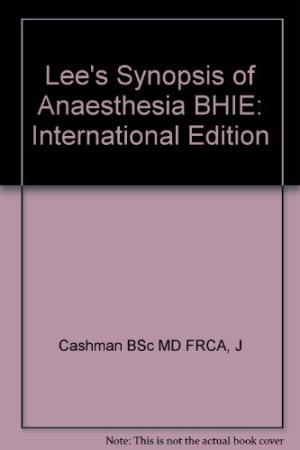 Lee's Synopsis of
Anaesthesia BHIE:
International Edition
Cashman BSc MD FRCA, J
Note: This is not the actual book cover